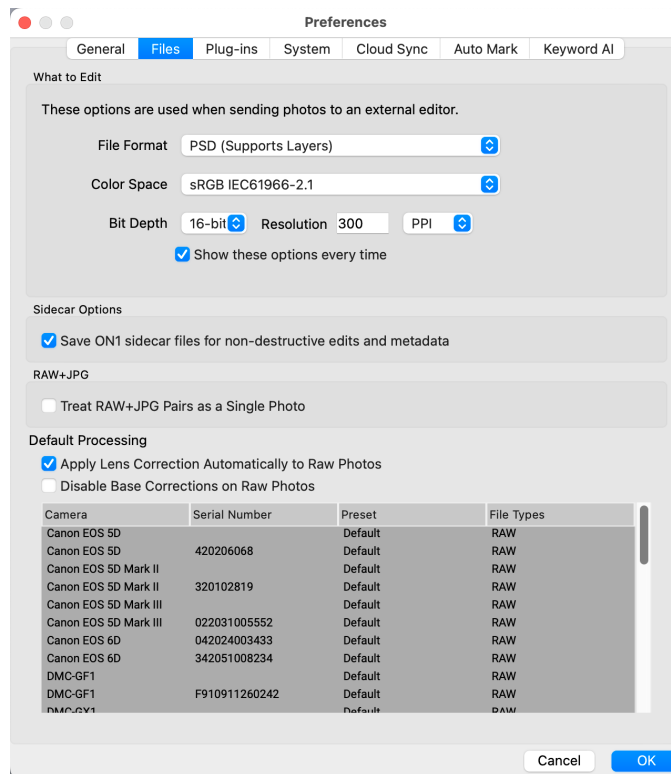 Preferences
General Files Plug-ins System Cloud Sync Auto Mark Keyword AI
What to Edit
These options are used when sending photos to an external editor.
File Format PSD (Supports Layers)
Color Space sRGB IEC61966-2.1
Bit Depth 16-bit Resolution 300 PPI
Show these options every time
Sidecar Options
Save ON1 sidecar files for non-destructive edits and metadata
RAW+JPG
Treat RAW+JPG Pairs as a Single Photo
Default Processing
Apply Lens Correction Automatically to Raw Photos
Disable Base Corrections on Raw Photos
Camera Serial Number Preset File Types
Canon EOS 5D Default RAW
Canon EOS 5D 420206068 Default RAW
Canon EOS 5D Mark II Default RAW
Canon EOS 5D Mark II 320102819 Default RAW
Canon EOS 5D Mark III Default RAW
Canon EOS 5D Mark III 022031005552 Default RAW
Canon EOS 6D 042024003433 Default RAW
Canon EOS 6D 342051008234 Default RAW
DMC-GF1 Default RAW
DMC-GF1 F910911260242 Default RAW
DMC-GX1 Default RAW
Cancel OK